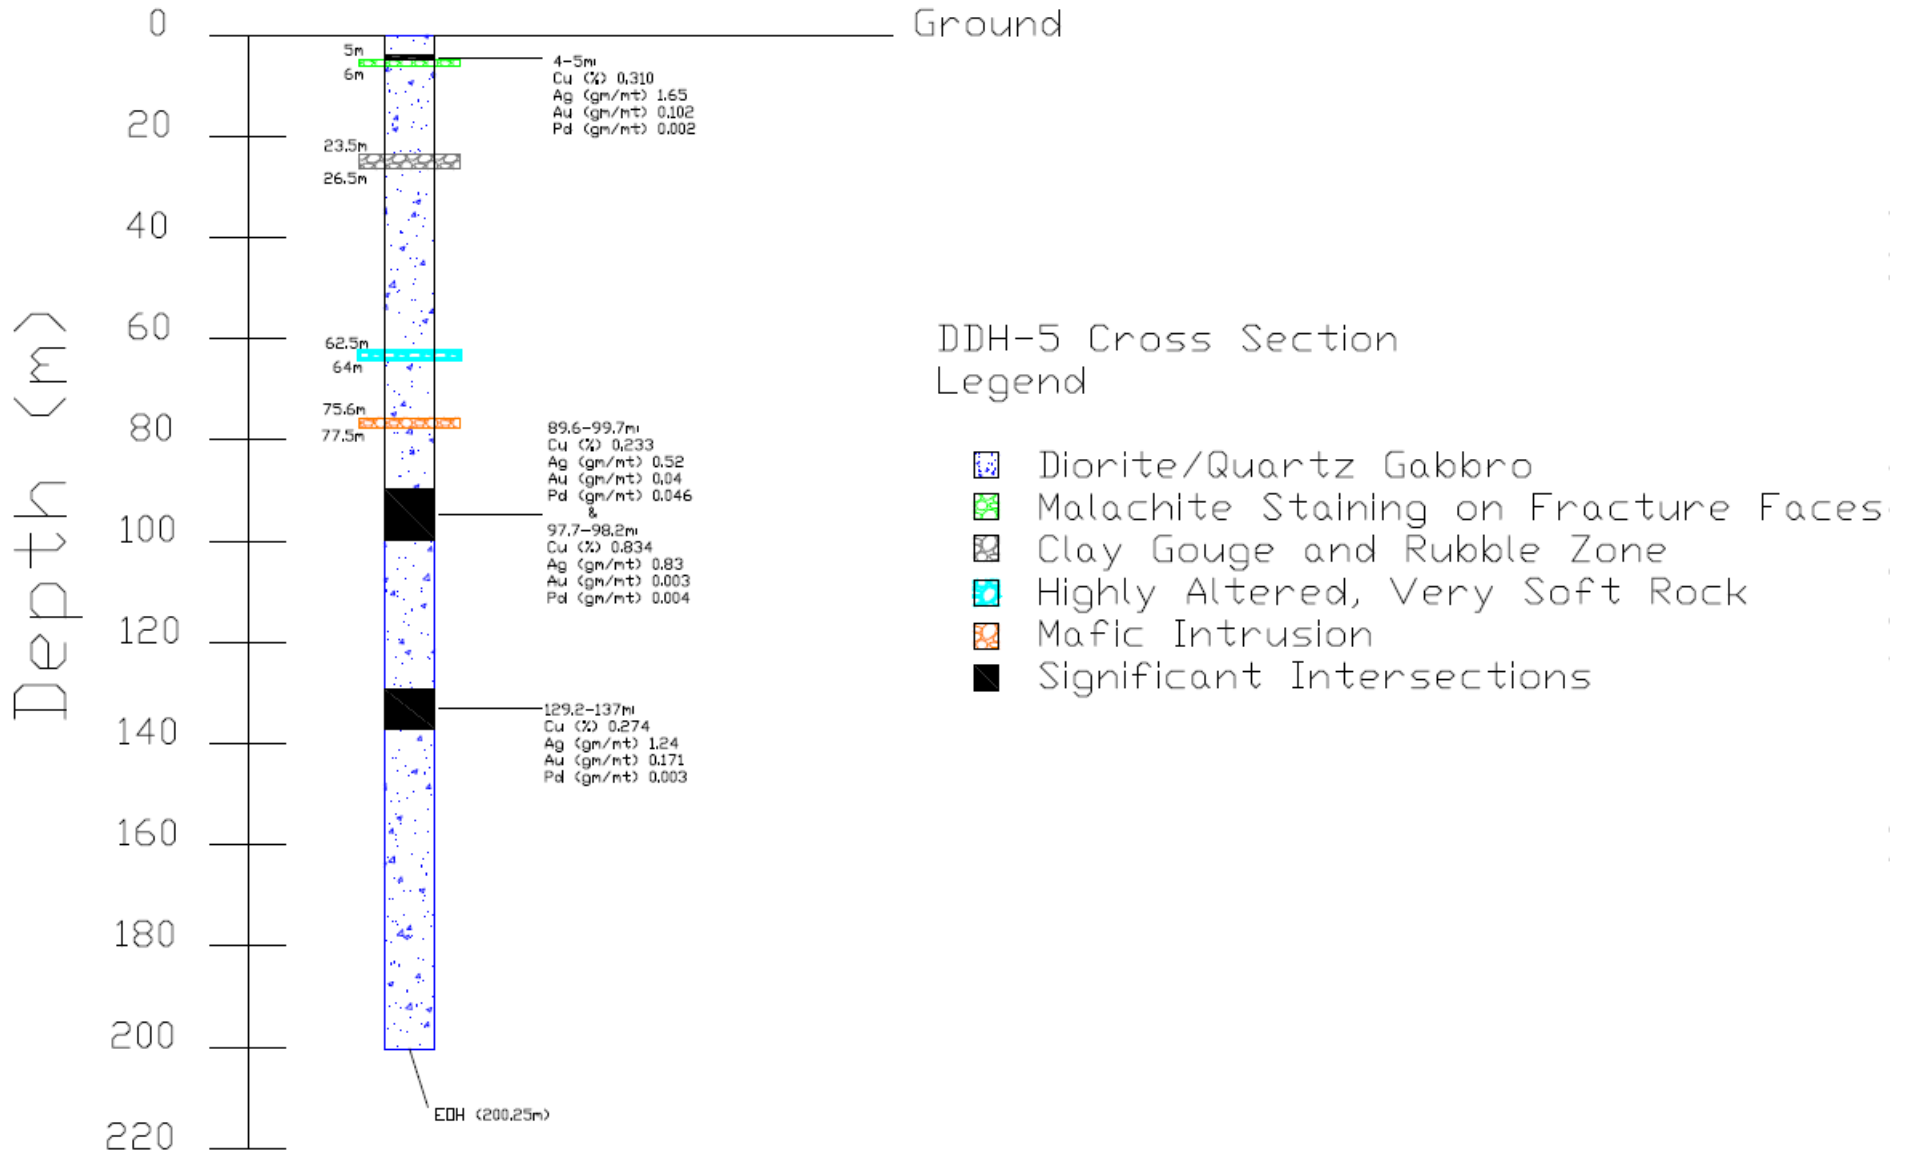 0
Ground
5m
6m
4-5m:
Cu (%) 0.310
Ag (gm/mt) 1.65
Au (gm/mt) 0.102
Pd (gm/mt) 0.002
20
23.5m
26.5m
40
60
62.5m
64m
75.6m
77.5m
80
89.6-99.7m:
Cu (%) 0.233
Ag (gm/mt) 0.52
Au (gm/mt) 0.04
Pd (gm/mt) 0.046
&
97.7-98.2m:
Cu (%) 0.834
Ag (gm/mt) 0.83
Au (gm/mt) 0.003
Pd (gm/mt) 0.004
100
120
129.2-137m:
Cu (%) 0.274
Ag (gm/mt) 1.24
Au (gm/mt) 0.171
Pd (gm/mt) 0.003
140
160
180
200
EOH (200.25m)
220
Depth (m)
DDH-5 Cross Section
Legend
Diorite/Quartz Gabbro
Malachite Staining on Fracture Faces
Clay Gouge and Rubble Zone
Highly Altered, Very Soft Rock
Mafic Intrusion
Significant Intersections